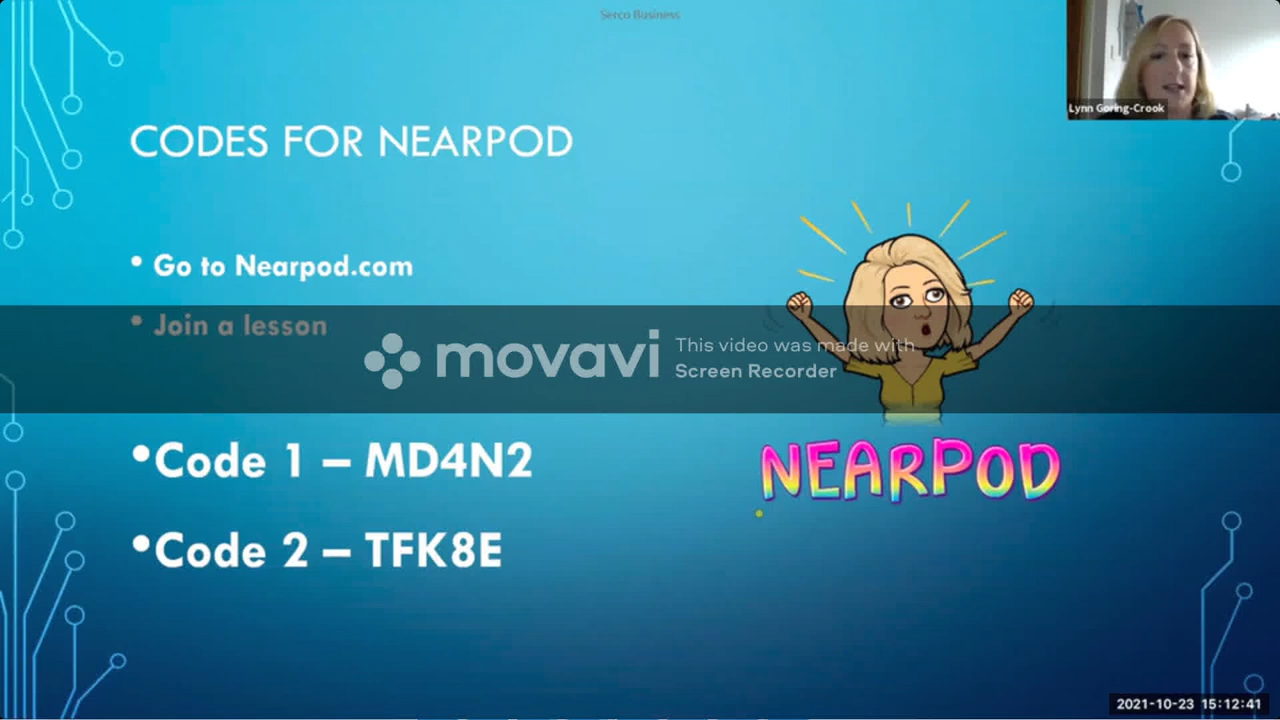 Serco Business
Lynn Goring-Crook
CODES FOR NEARPOD
• Go to Nearpod.com
• Join a lesson
movavi
This video was made with
Screen Recorder
•Code 1 – MD4N2
•Code 2 – TFK8E
NEARPOD
2021-10-23 15:12:41